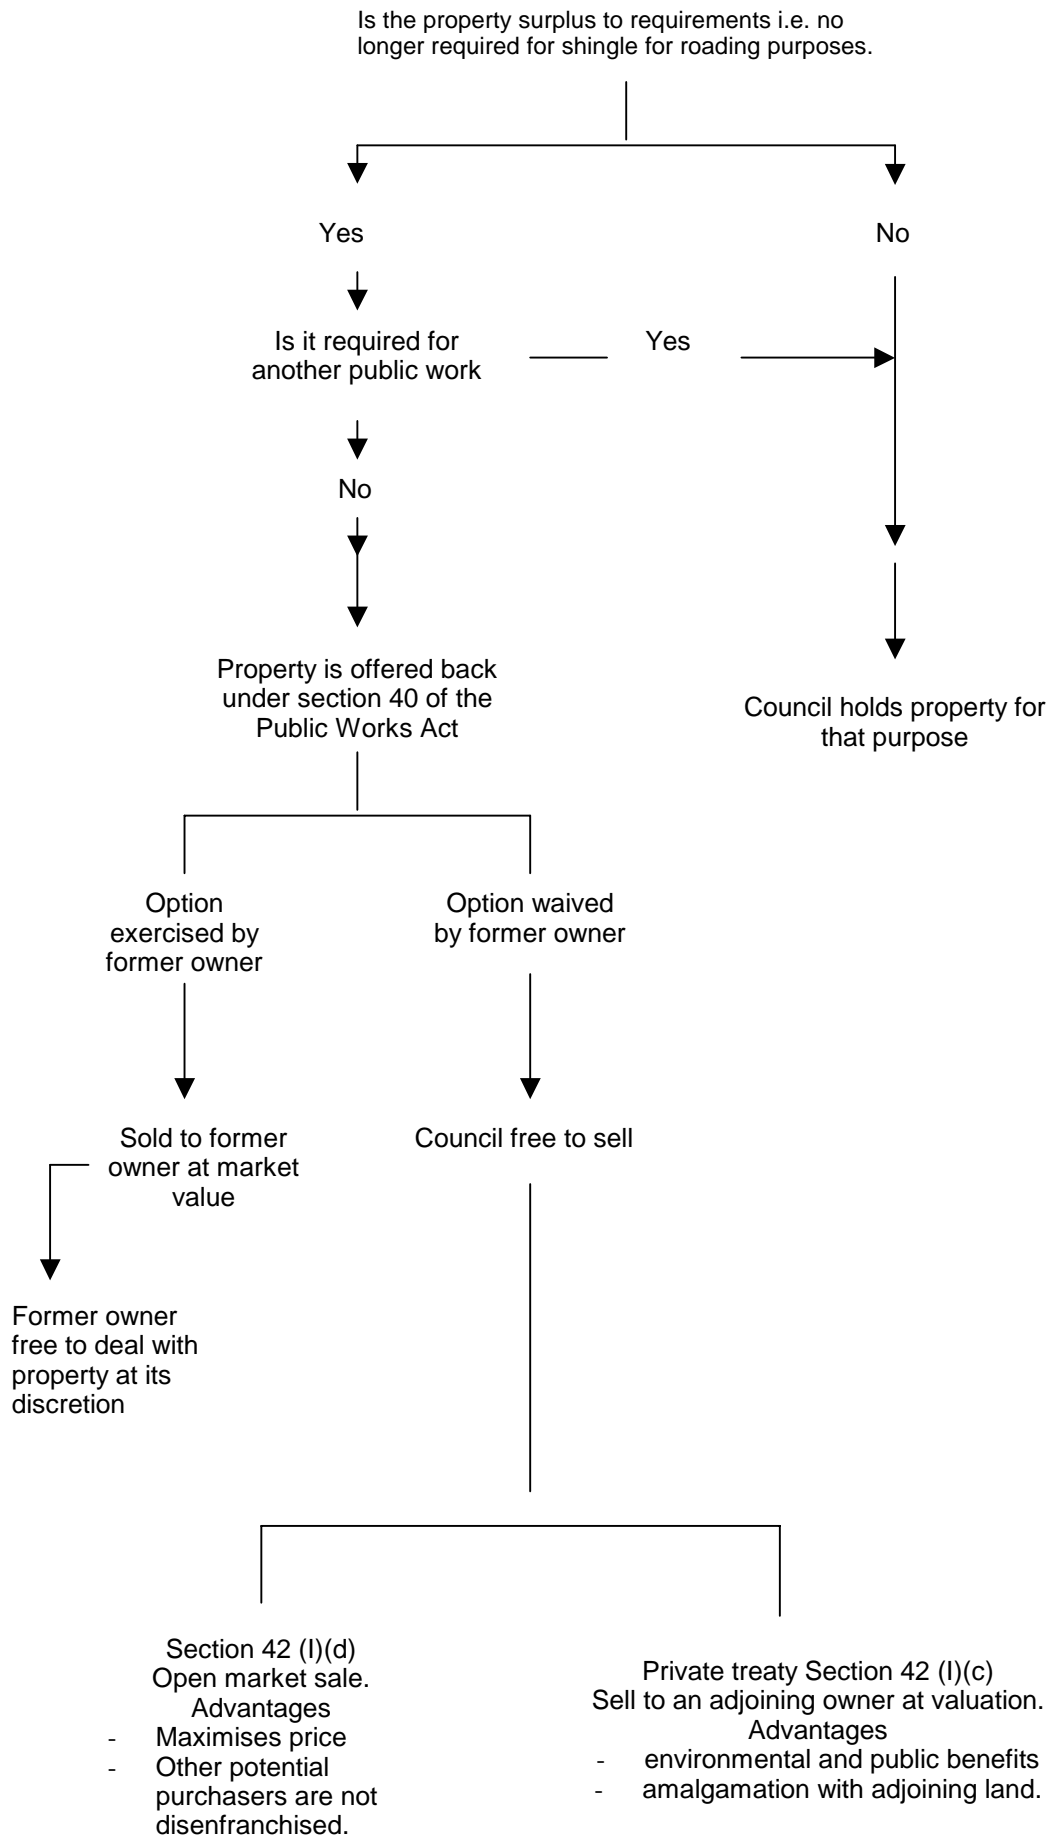 Is the property surplus to requirements i.e. no
longer required for shingle for roading purposes.
Yes
No
Is it required for
another public work
Yes
No
Property is offered back
under section 40 of the
Public Works Act
Council holds property for
that purpose
Option
exercised by
former owner
Option waived
by former owner
Sold to former
owner at market
value
Council free to sell
Former owner
free to deal with
property at its
discretion
Section 42 (I)(d)
Open market sale.
Advantages
- Maximises price
- Other potential
purchasers are not
disenfranchised.
Private treaty Section 42 (I)(c)
Sell to an adjoining owner at valuation.
Advantages
- environmental and public benefits
- amalgamation with adjoining land.